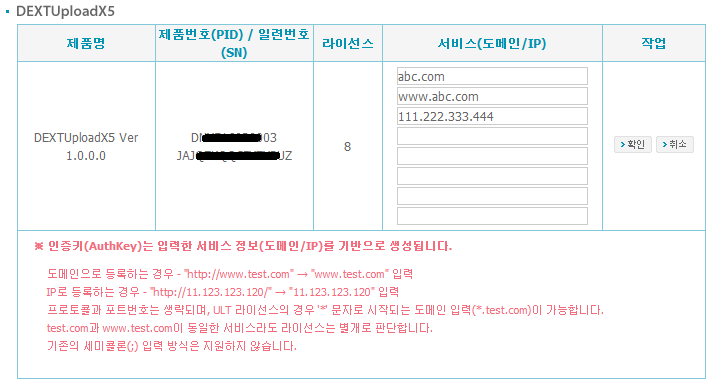 DEXTUploadX5
제품명
제품번호(PID) / 일련번호
(SN)
라이선스
서비스(도메인/IP)
작업
DEXTUploadX5 Ver
1.0.0.0
8
abc.com
www.abc.com
111.222.333.444
확인
취소
※ 인증키(AuthKey)는 입력한 서비스 정보(도메인/IP)를 기반으로 생성됩니다.
도메인으로 등록하는 경우 - "http://www.test.com" → "www.test.com" 입력
IP로 등록하는 경우 - "http://11.123.123.120/" → "11.123.123.120" 입력
프로토콜과 포트번호는 생략되며, ULT 라이선스의 경우 '*' 문자로 시작되는 도메인 입력(*.test.com)이 가능합니다.
test.com과 www.test.com이 동일한 서비스라도 라이선스는 별개로 판단합니다.
기존의 세미콜론(;) 입력 방식은 지원하지 않습니다.